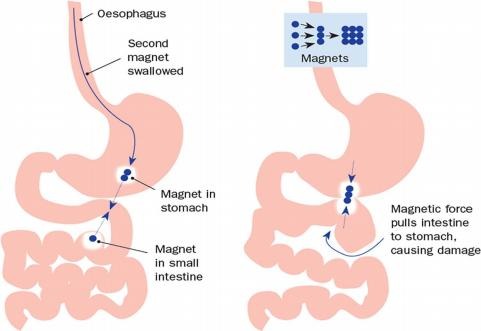 Oesophagus
Second
magnet
swallowed
Magnet in
stomach
Magnet
in small
intestine
Magnets
Magnetic force
pulls intestine
to stomach,
causing damage